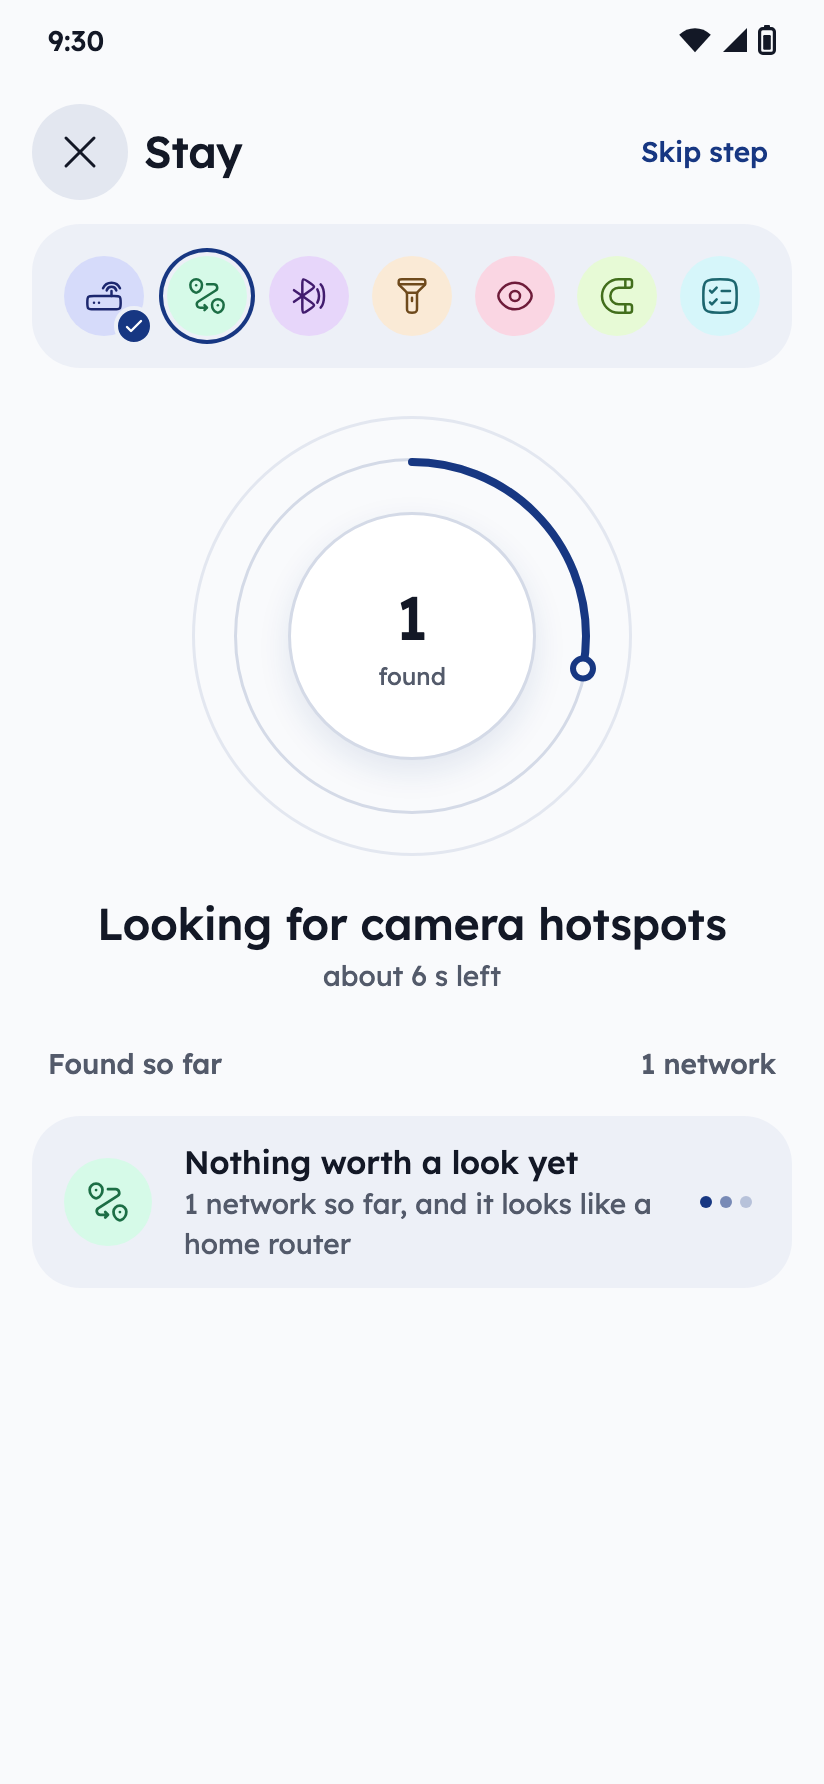 9:30
Stay
Skip step
1
found
Looking for camera hotspots
about 6 s left
Found so far
1 network
Nothing worth a look yet
1 network so far, and it looks like a
home router